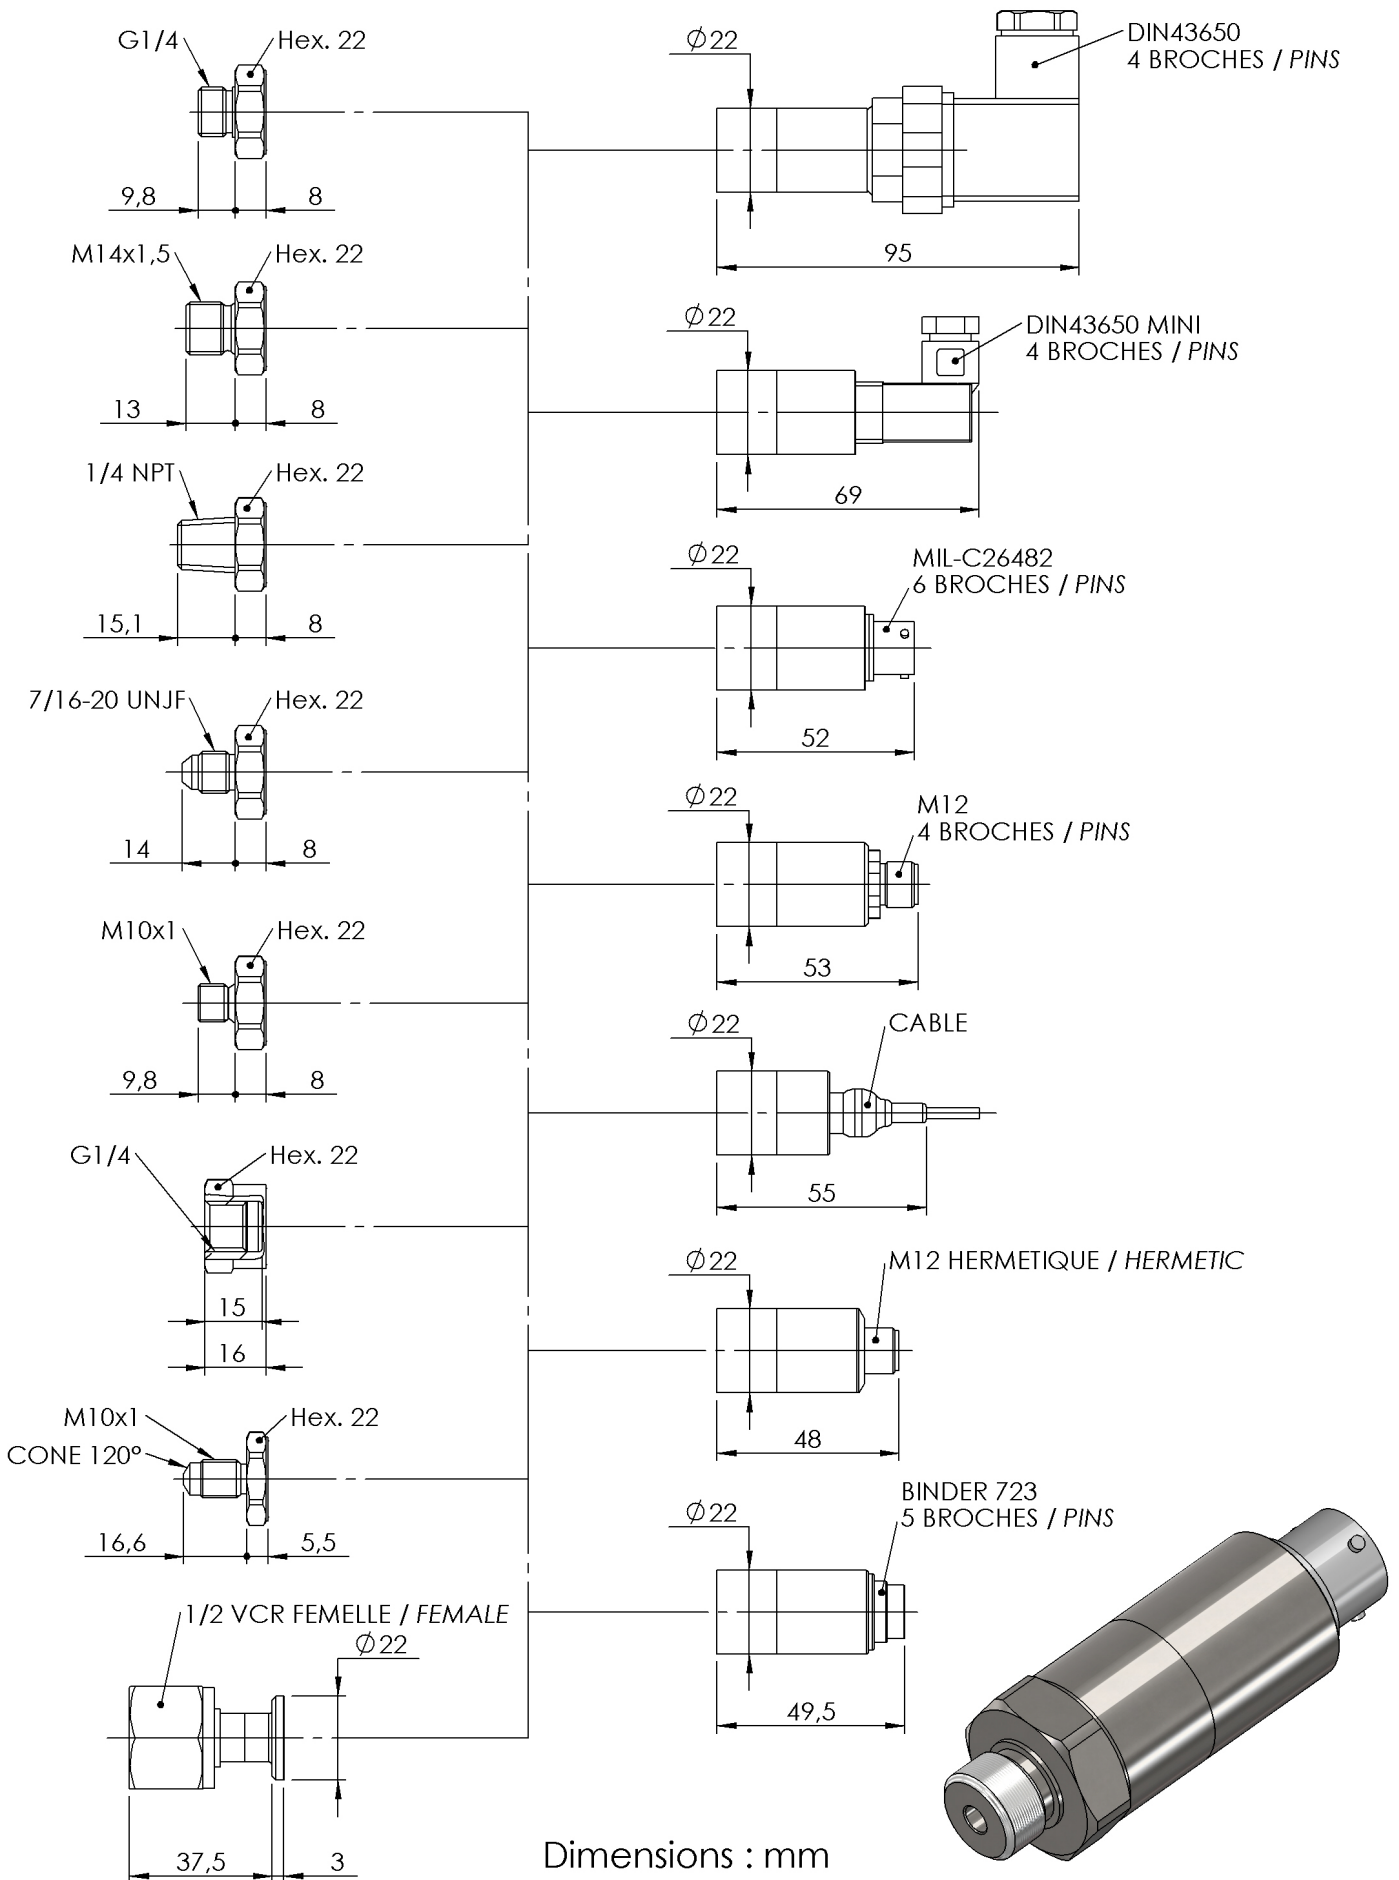 G1/4
Hex. 22
9,8
8
M14x1,5
Hex. 22
13
8
1/4 NPT
Hex. 22
15,1
8
7/16-20 UNJF
Hex. 22
14
8
M10x1
Hex. 22
9,8
8
G1/4
Hex. 22
15
16
M10x1
Hex. 22
CONE 120°
16,6
5,5
1/2 VCR FEMELLE / FEMALE
Ø22
37,5
3
Ø22
DIN43650
4 BROCHES / PINS
95
Ø22
DIN43650 MINI
4 BROCHES / PINS
69
Ø22
MIL-C26482
6 BROCHES / PINS
52
Ø22
M12
4 BROCHES / PINS
53
Ø22
CABLE
55
Ø22
M12 HERMETIQUE / HERMETIC
48
Ø22
BINDER 723
5 BROCHES / PINS
49,5
Dimensions : mm